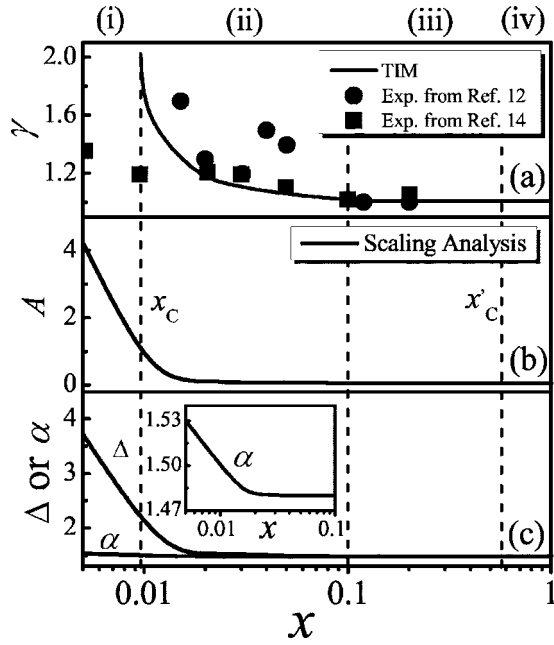 (i) (ii) (iii) (iv)
2.0
1.6
1.2
γ
TIM
Exp. from Ref. 12
Exp. from Ref. 14
(a)
4
2
0
A
Scaling Analysis
x_C
x'_C
(b)
4
3
2
Δ or α
Δ
α
1.53
1.50
1.47
α
0.01 0.1
x
(c)
0.01 0.1 1
x